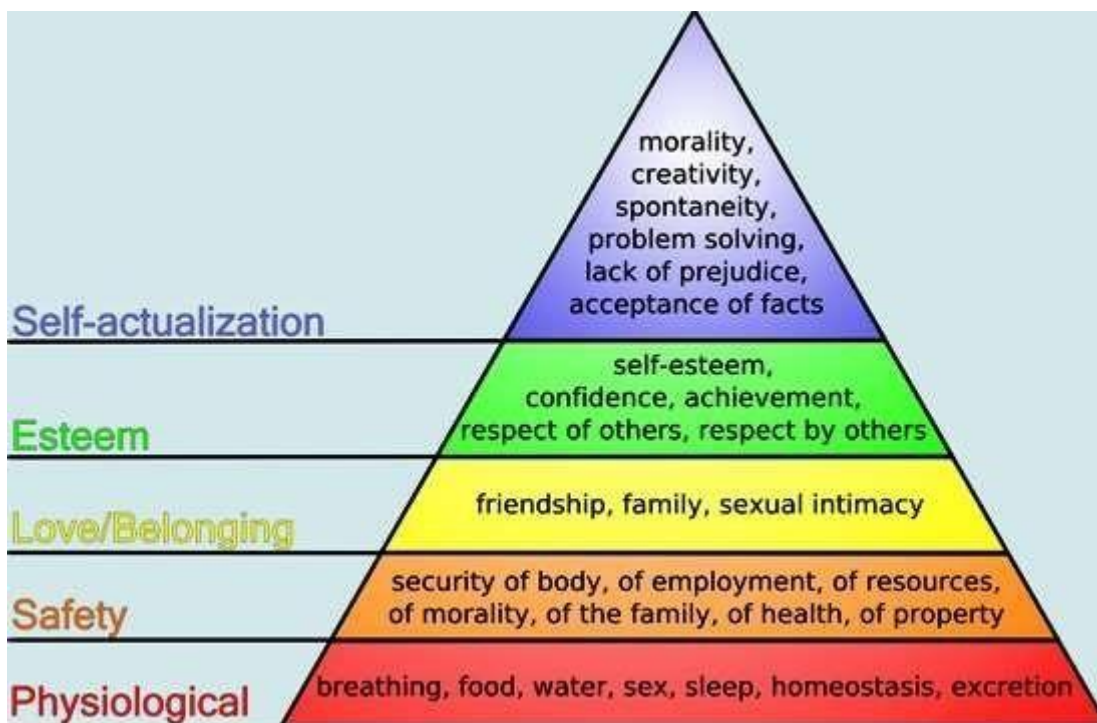 morality,
creativity,
spontaneity,
problem solving,
lack of prejudice,
acceptance of facts
Self-actualization
self-esteem,
confidence, achievement,
respect of others, respect by others
Esteem
friendship, family, sexual intimacy
Love/Belonging
security of body, of employment, of resources,
of morality, of the family, of health, of property
Safety
breathing, food, water, sex, sleep, homeostasis, excretion
Physiological